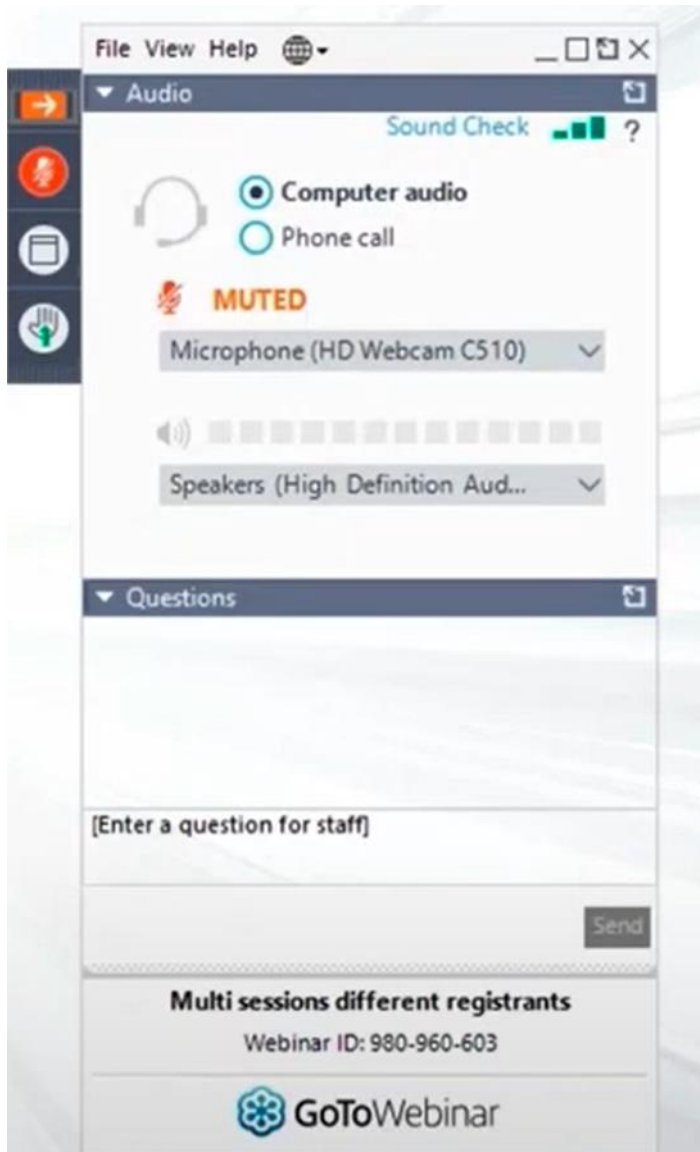 File View Help
Audio
Sound Check ?
Computer audio
Phone call
MUTED
Microphone (HD Webcam C510)
Speakers (High Definition Aud...
Questions
[Enter a question for staff]
Send
Multi sessions different registrants
Webinar ID: 980-960-603
GoToWebinar